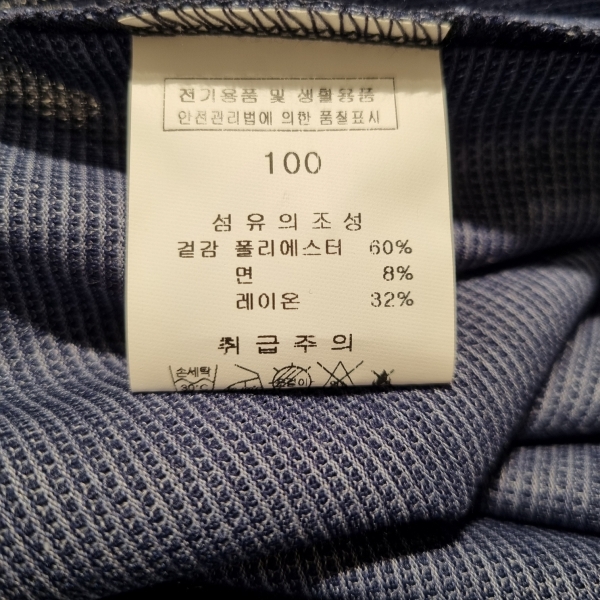 전기용품 및 생활용품
안전관리법에 의한 품질표시
100
섬유의조성
겉감 폴리에스터 60%
면 8%
레이온 32%
취급주의
손세탁
30°C